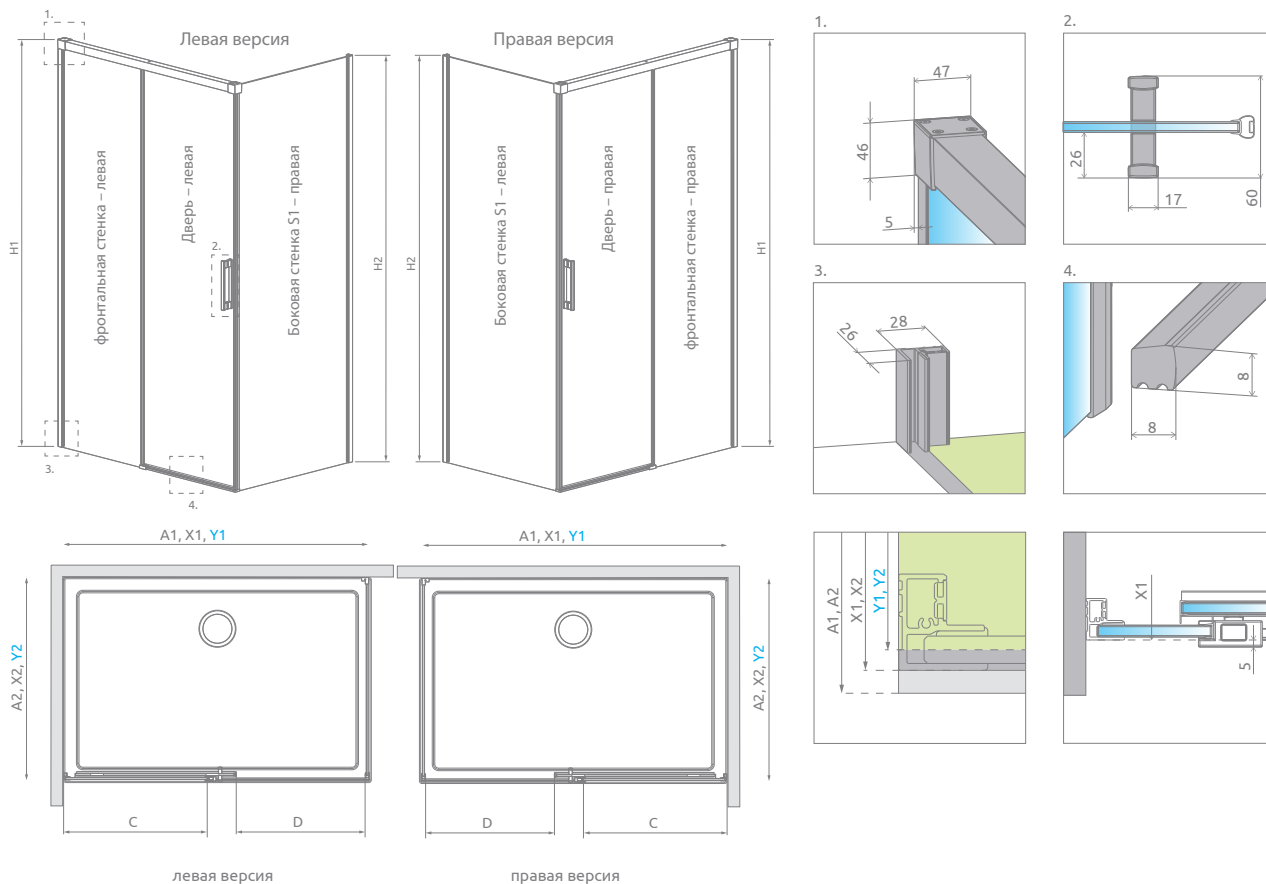 1.
Левая версия
Правая версия
H1
фронтальная стенка – левая
Дверь – левая
2.
Боковая стенка S1 – правая
H2
H2
Боковая стенка S1 – левая
Дверь – правая
фронтальная стенка – правая
H1
3.
4.
1.
47
46
5
2.
26
17
60
3.
28
26
4.
8
8
A1, X1, Y1
A1, X1, Y1
A2, X2, Y2
A2, X2, Y2
C
D
D
C
левая версия
правая версия
A1, A2
X1, X2
Y1, Y2
X1
5